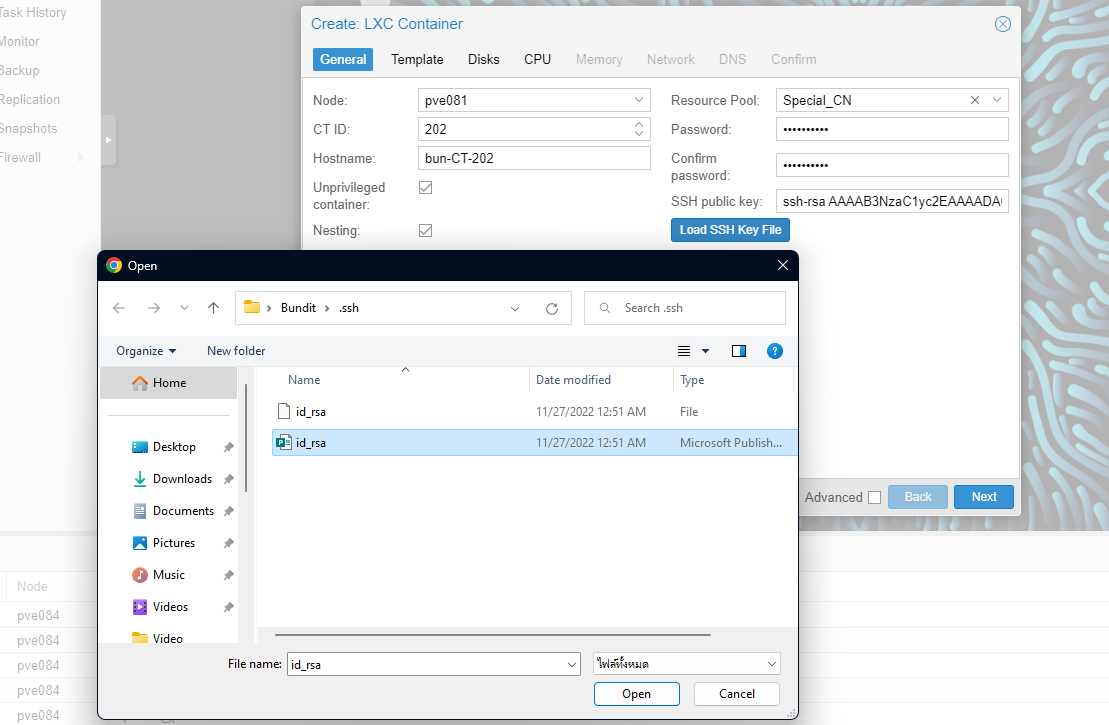 Task History
Monitor
Backup
Replication
Snapshots
Firewall
Create: LXC Container
General Template Disks CPU Memory Network DNS Confirm
Node: pve081
CT ID: 202
Hostname: bun-CT-202
Unprivileged
container:
Nesting:
Resource Pool: Special_CN
Password: ••••••••••
Confirm
password: ••••••••••
SSH public key: ssh-rsa AAAAB3NzaC1yc2EAAAADA
Load SSH Key File
Open
Bundit › .ssh
Search .ssh
Organize New folder
Home
Desktop
Downloads
Documents
Pictures
Music
Videos
Video
Name Date modified Type
id_rsa 11/27/2022 12:51 AM File
id_rsa 11/27/2022 12:51 AM Microsoft Publish...
File name: id_rsa ไฟล์ทั้งหมด
Open Cancel
Advanced Back Next
Node
pve084
pve084
pve084
pve084
pve084